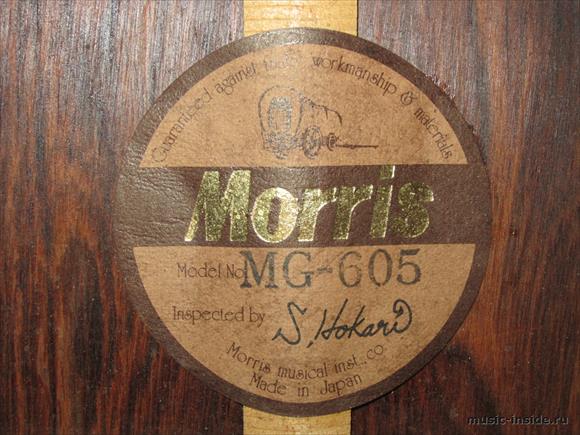 Guaranteed against faulty workmanship & materials
Morris
Model No. MG-605
Inspected by S. Hokari
Morris musical inst., co.
Made in Japan
music-inside.ru